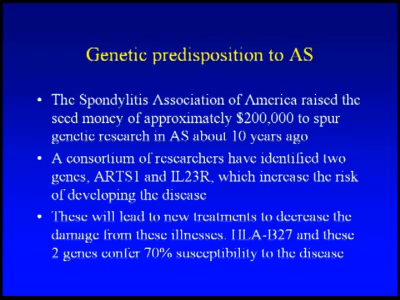 Genetic predisposition to AS
• The Spondylitis Association of America raised the
seed money of approximately $200,000 to spur
genetic research in AS about 10 years ago
• A consortium of researchers have identified two
genes, ARTS1 and IL23R, which increase the risk
of developing the disease
• These will lead to new treatments to decrease the
damage from these illnesses. HLA-B27 and these
2 genes confer 70% susceptibility to the disease